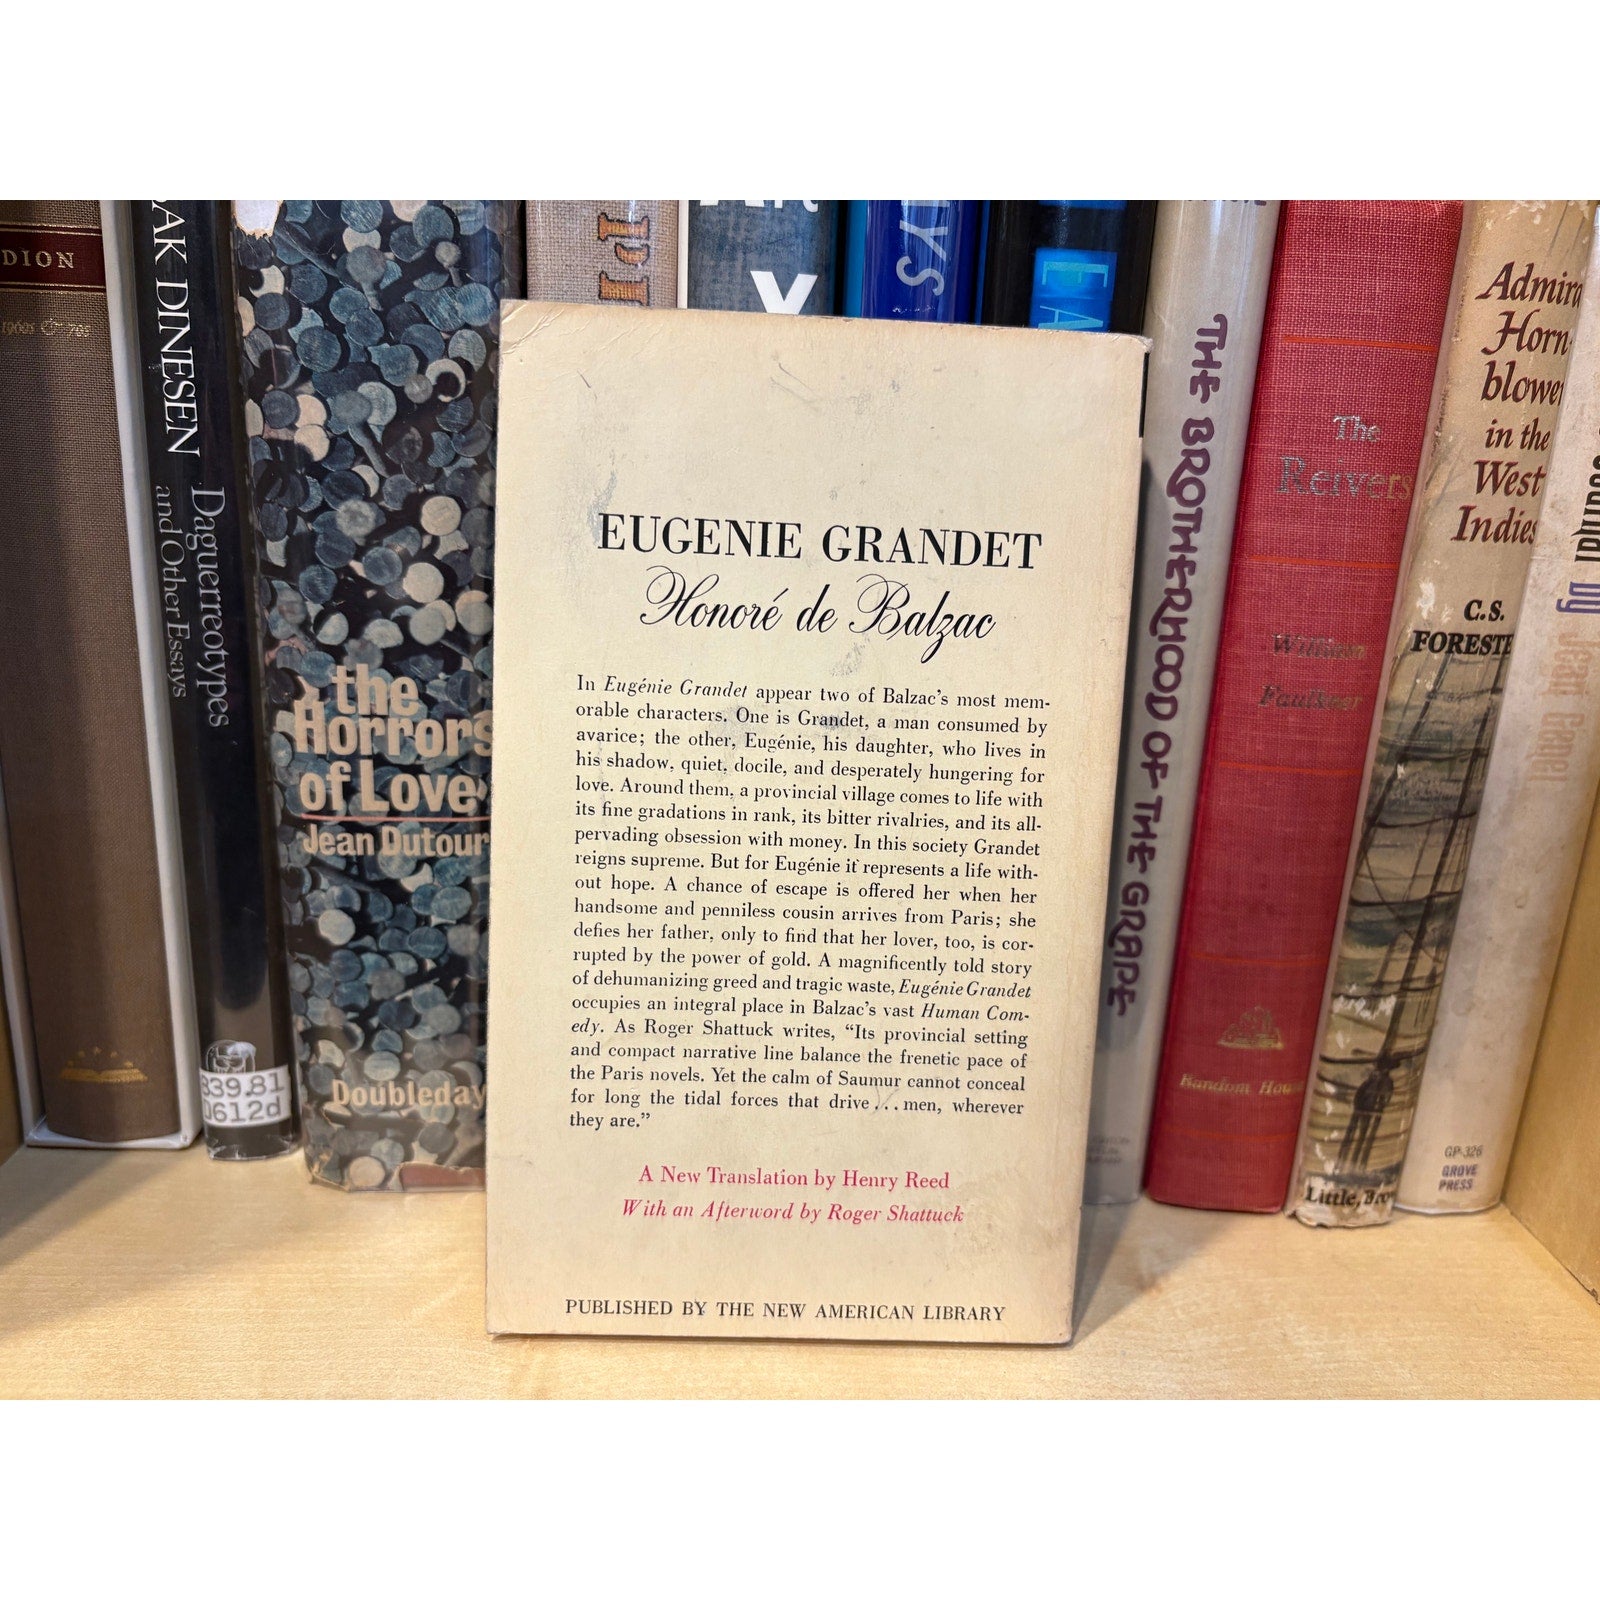 DION
1960s & 70s
SAK DINESEN
Daguerreotypes
and Other Essays
839.81
D612d
the
Horrors
of Love
Jean Dutour
Doubleday
EUGENIE GRANDET
Honoré de Balzac
In Eugénie Grandet appear two of Balzac's most mem-
orable characters. One is Grandet, a man consumed by
avarice; the other, Eugénie, his daughter, who lives in
his shadow, quiet, docile, and desperately hungering for
love. Around them, a provincial village comes to life with
its fine gradations in rank, its bitter rivalries, and its all-
pervading obsession with money. In this society Grandet
reigns supreme. But for Eugénie it represents a life with-
out hope. A chance of escape is offered her when her
handsome and penniless cousin arrives from Paris; she
defies her father, only to find that her lover, too, is cor-
rupted by the power of gold. A magnificently told story
of dehumanizing greed and tragic waste, Eugénie Grandet
occupies an integral place in Balzac's vast Human Com-
edy. As Roger Shattuck writes, “Its provincial setting
and compact narrative line balance the frenetic pace of
the Paris novels. Yet the calm of Saumur cannot conceal
for long the tidal forces that drive . . . men, wherever
they are.”
A New Translation by Henry Reed
With an Afterword by Roger Shattuck
PUBLISHED BY THE NEW AMERICAN LIBRARY
YS
EA
THE BROTHERHOOD OF THE GRAPE
The
Reivers
William
Faulkner
Random Hous
Admira
Horn-
blower
in the
West
Indies
C.S.
FORESTE
Little, Bro
by
Jean Genet
GP-326
GROVE
PRESS